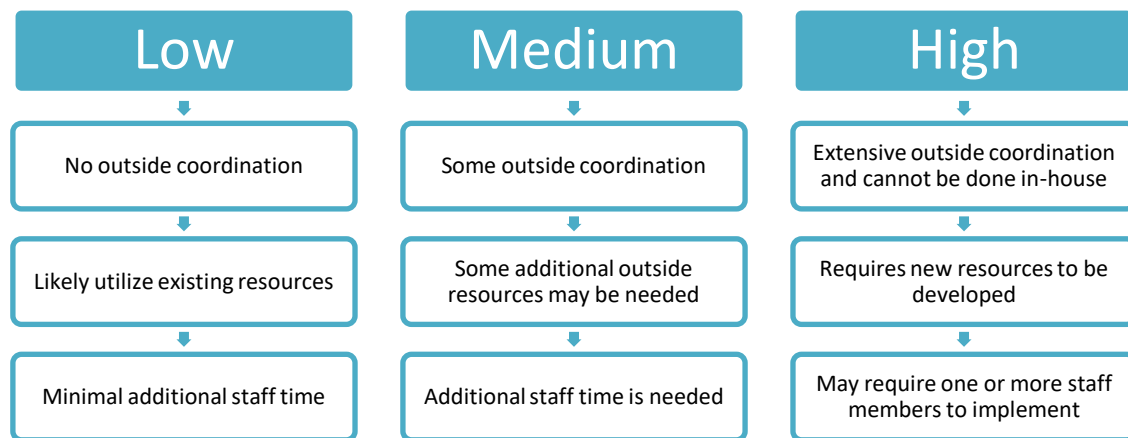 Low
No outside coordination
Likely utilize existing resources
Minimal additional staff time
Medium
Some outside coordination
Some additional outside
resources may be needed
Additional staff time is needed
High
Extensive outside coordination
and cannot be done in-house
Requires new resources to be
developed
May require one or more staff
members to implement